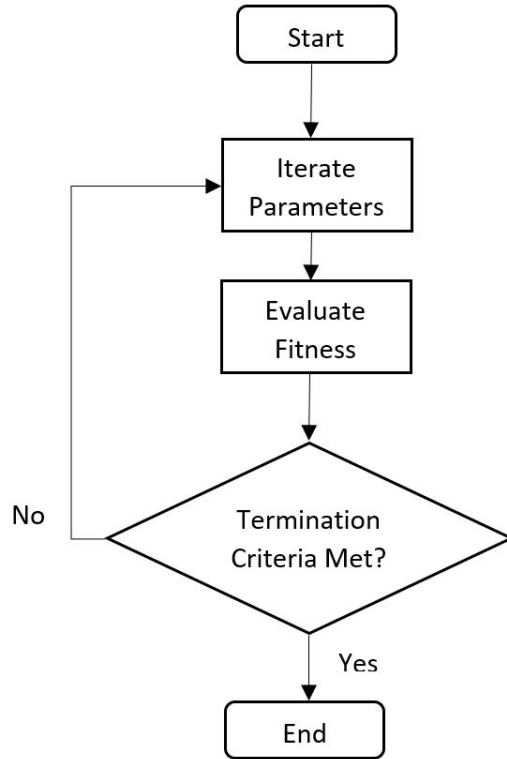 Start
Iterate
Parameters
Evaluate
Fitness
No
Termination
Criteria Met?
Yes
End